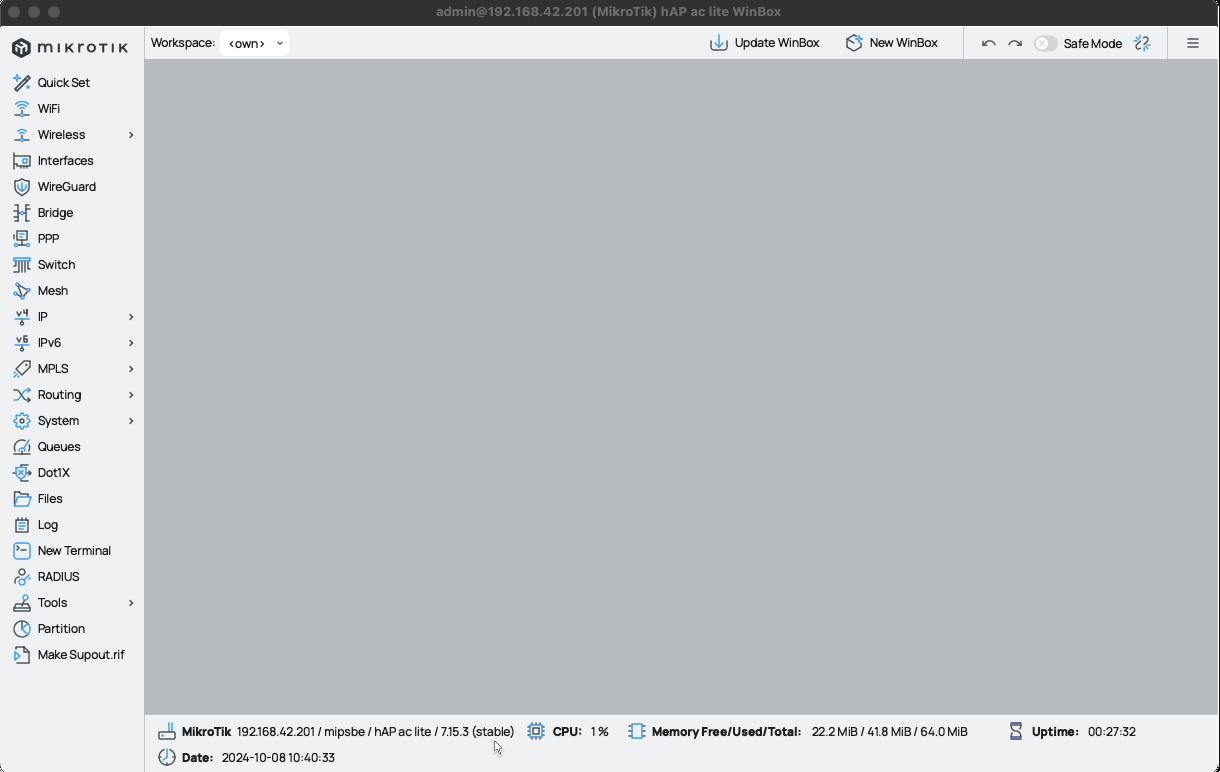 admin@192.168.42.201 (MikroTik) hAP ac lite WinBox
MIKROTIK
Workspace: <own> Update WinBox New WinBox Safe Mode
Quick Set
WiFi
Wireless
Interfaces
WireGuard
Bridge
PPP
Switch
Mesh
v4 IP
v6 IPv6
MPLS
Routing
System
Queues
Dot1X
Files
Log
New Terminal
RADIUS
Tools
Partition
Make Supout.rif
MikroTik 192.168.42.201 / mipsbe / hAP ac lite / 7.15.3 (stable) CPU: 1 % Memory Free/Used/Total: 22.2 MiB / 41.8 MiB / 64.0 MiB Uptime: 00:27:32
Date: 2024-10-08 10:40:33